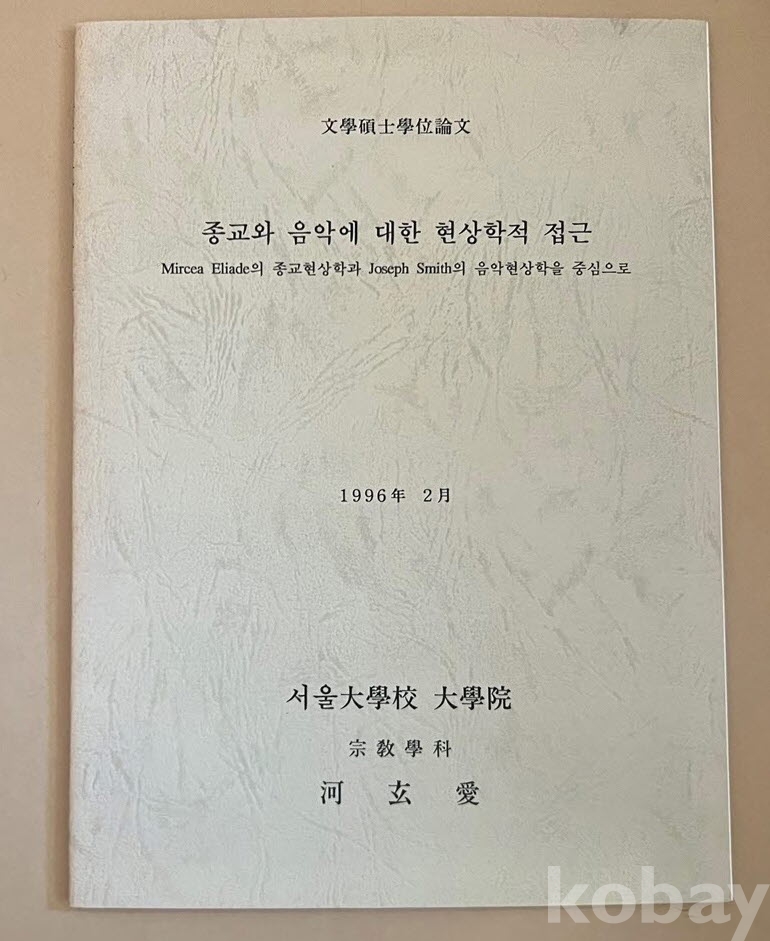 文學碩士學位論文
종교와 음악에 대한 현상학적 접근
Mircea Eliade의 종교현상학과 Joseph Smith의 음악현상학을 중심으로
1996年 2月
서울大學校 大學院
宗敎學科
河玄愛
kobay